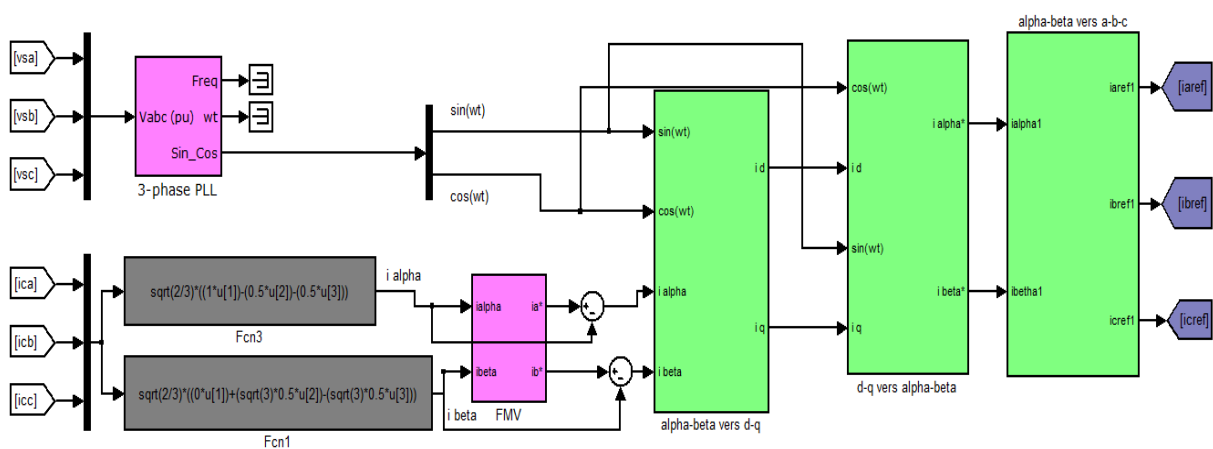 [vsa]
[vsb]
[vsc]
Vabc (pu)
Freq
wt
Sin_Cos
3-phase PLL
sin(wt)
cos(wt)
[ica]
[icb]
[icc]
sqrt(2/3)*((1*u[1])-(0.5*u[2])-(0.5*u[3]))
Fcn3
sqrt(2/3)*((0*u[1])+(sqrt(3)*0.5*u[2])-(sqrt(3)*0.5*u[3]))
Fcn1
i alpha
i beta
ialpha
ibeta
ia*
ib*
FMV
+
-
+
-
sin(wt)
cos(wt)
i alpha
i beta
i d
i q
alpha-beta vers d-q
cos(wt)
i d
sin(wt)
i q
i alpha*
i beta*
d-q vers alpha-beta
alpha-beta vers a-b-c
ialpha1
ibetha1
iaref1
ibref1
icref1
[iaref]
[ibref]
[icref]